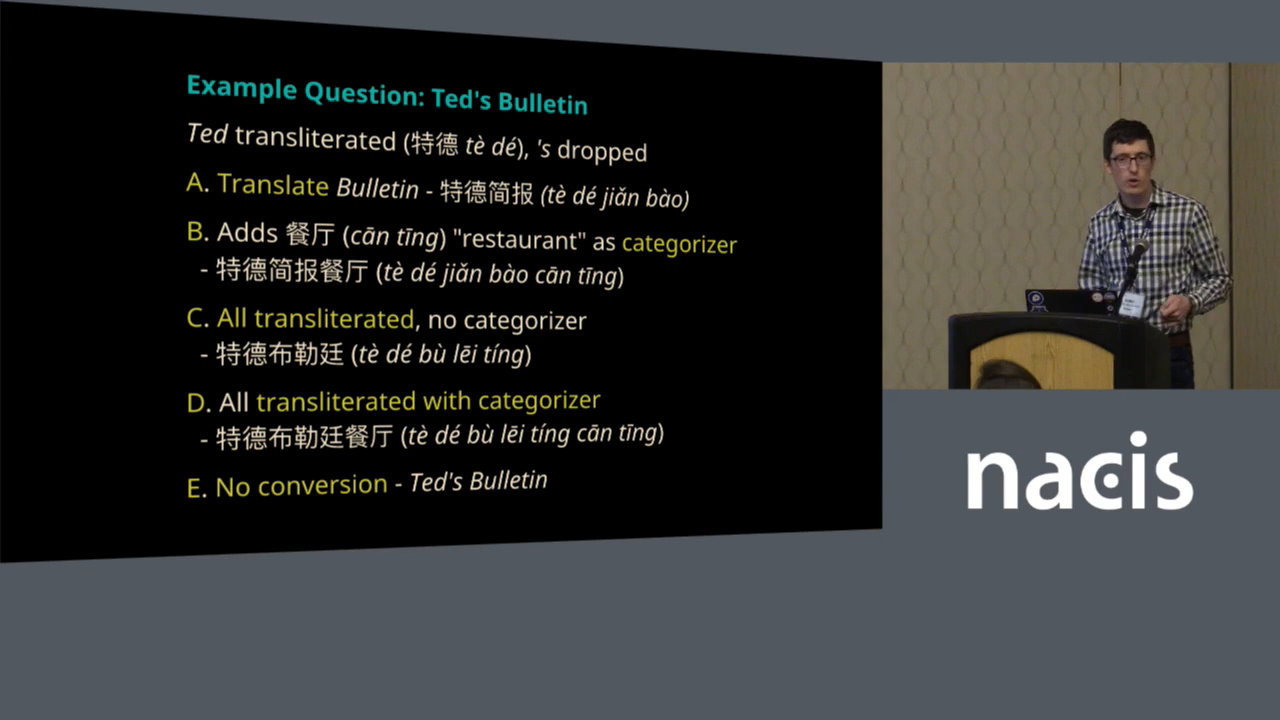 Example Question: Ted's Bulletin
Ted transliterated (特德 tè dé), 's dropped
A. Translate Bulletin - 特德简报 (tè dé jiǎn bào)
B. Adds 餐厅 (cān tīng) "restaurant" as categorizer
- 特德简报餐厅 (tè dé jiǎn bào cān tīng)
C. All transliterated, no categorizer
- 特德布勒廷 (tè dé bù lēi tíng)
D. All transliterated with categorizer
- 特德布勒廷餐厅 (tè dé bù lēi tíng cān tīng)
E. No conversion - Ted's Bulletin
nacis